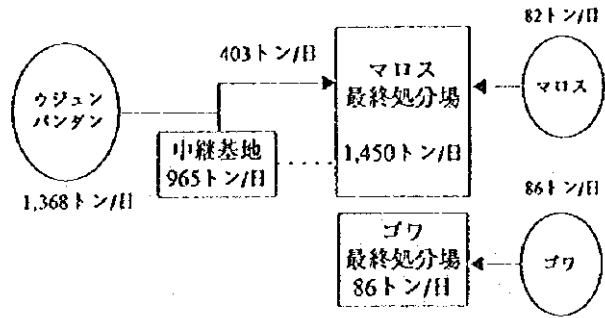 82トン/日
403トン/日
マロス
最終処分場
1,450トン/日
マロス
ウジュン
パンダン
中継基地
965トン/日
1,368トン/日
86トン/日
ゴワ
最終処分場
86トン/日
ゴワ